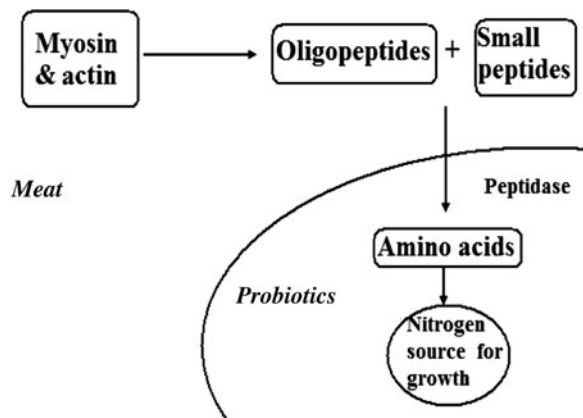 Myosin
& actin
Oligopeptides
+
Small
peptides
Meat
Peptidase
Amino acids
Probiotics
Nitrogen
source for
growth